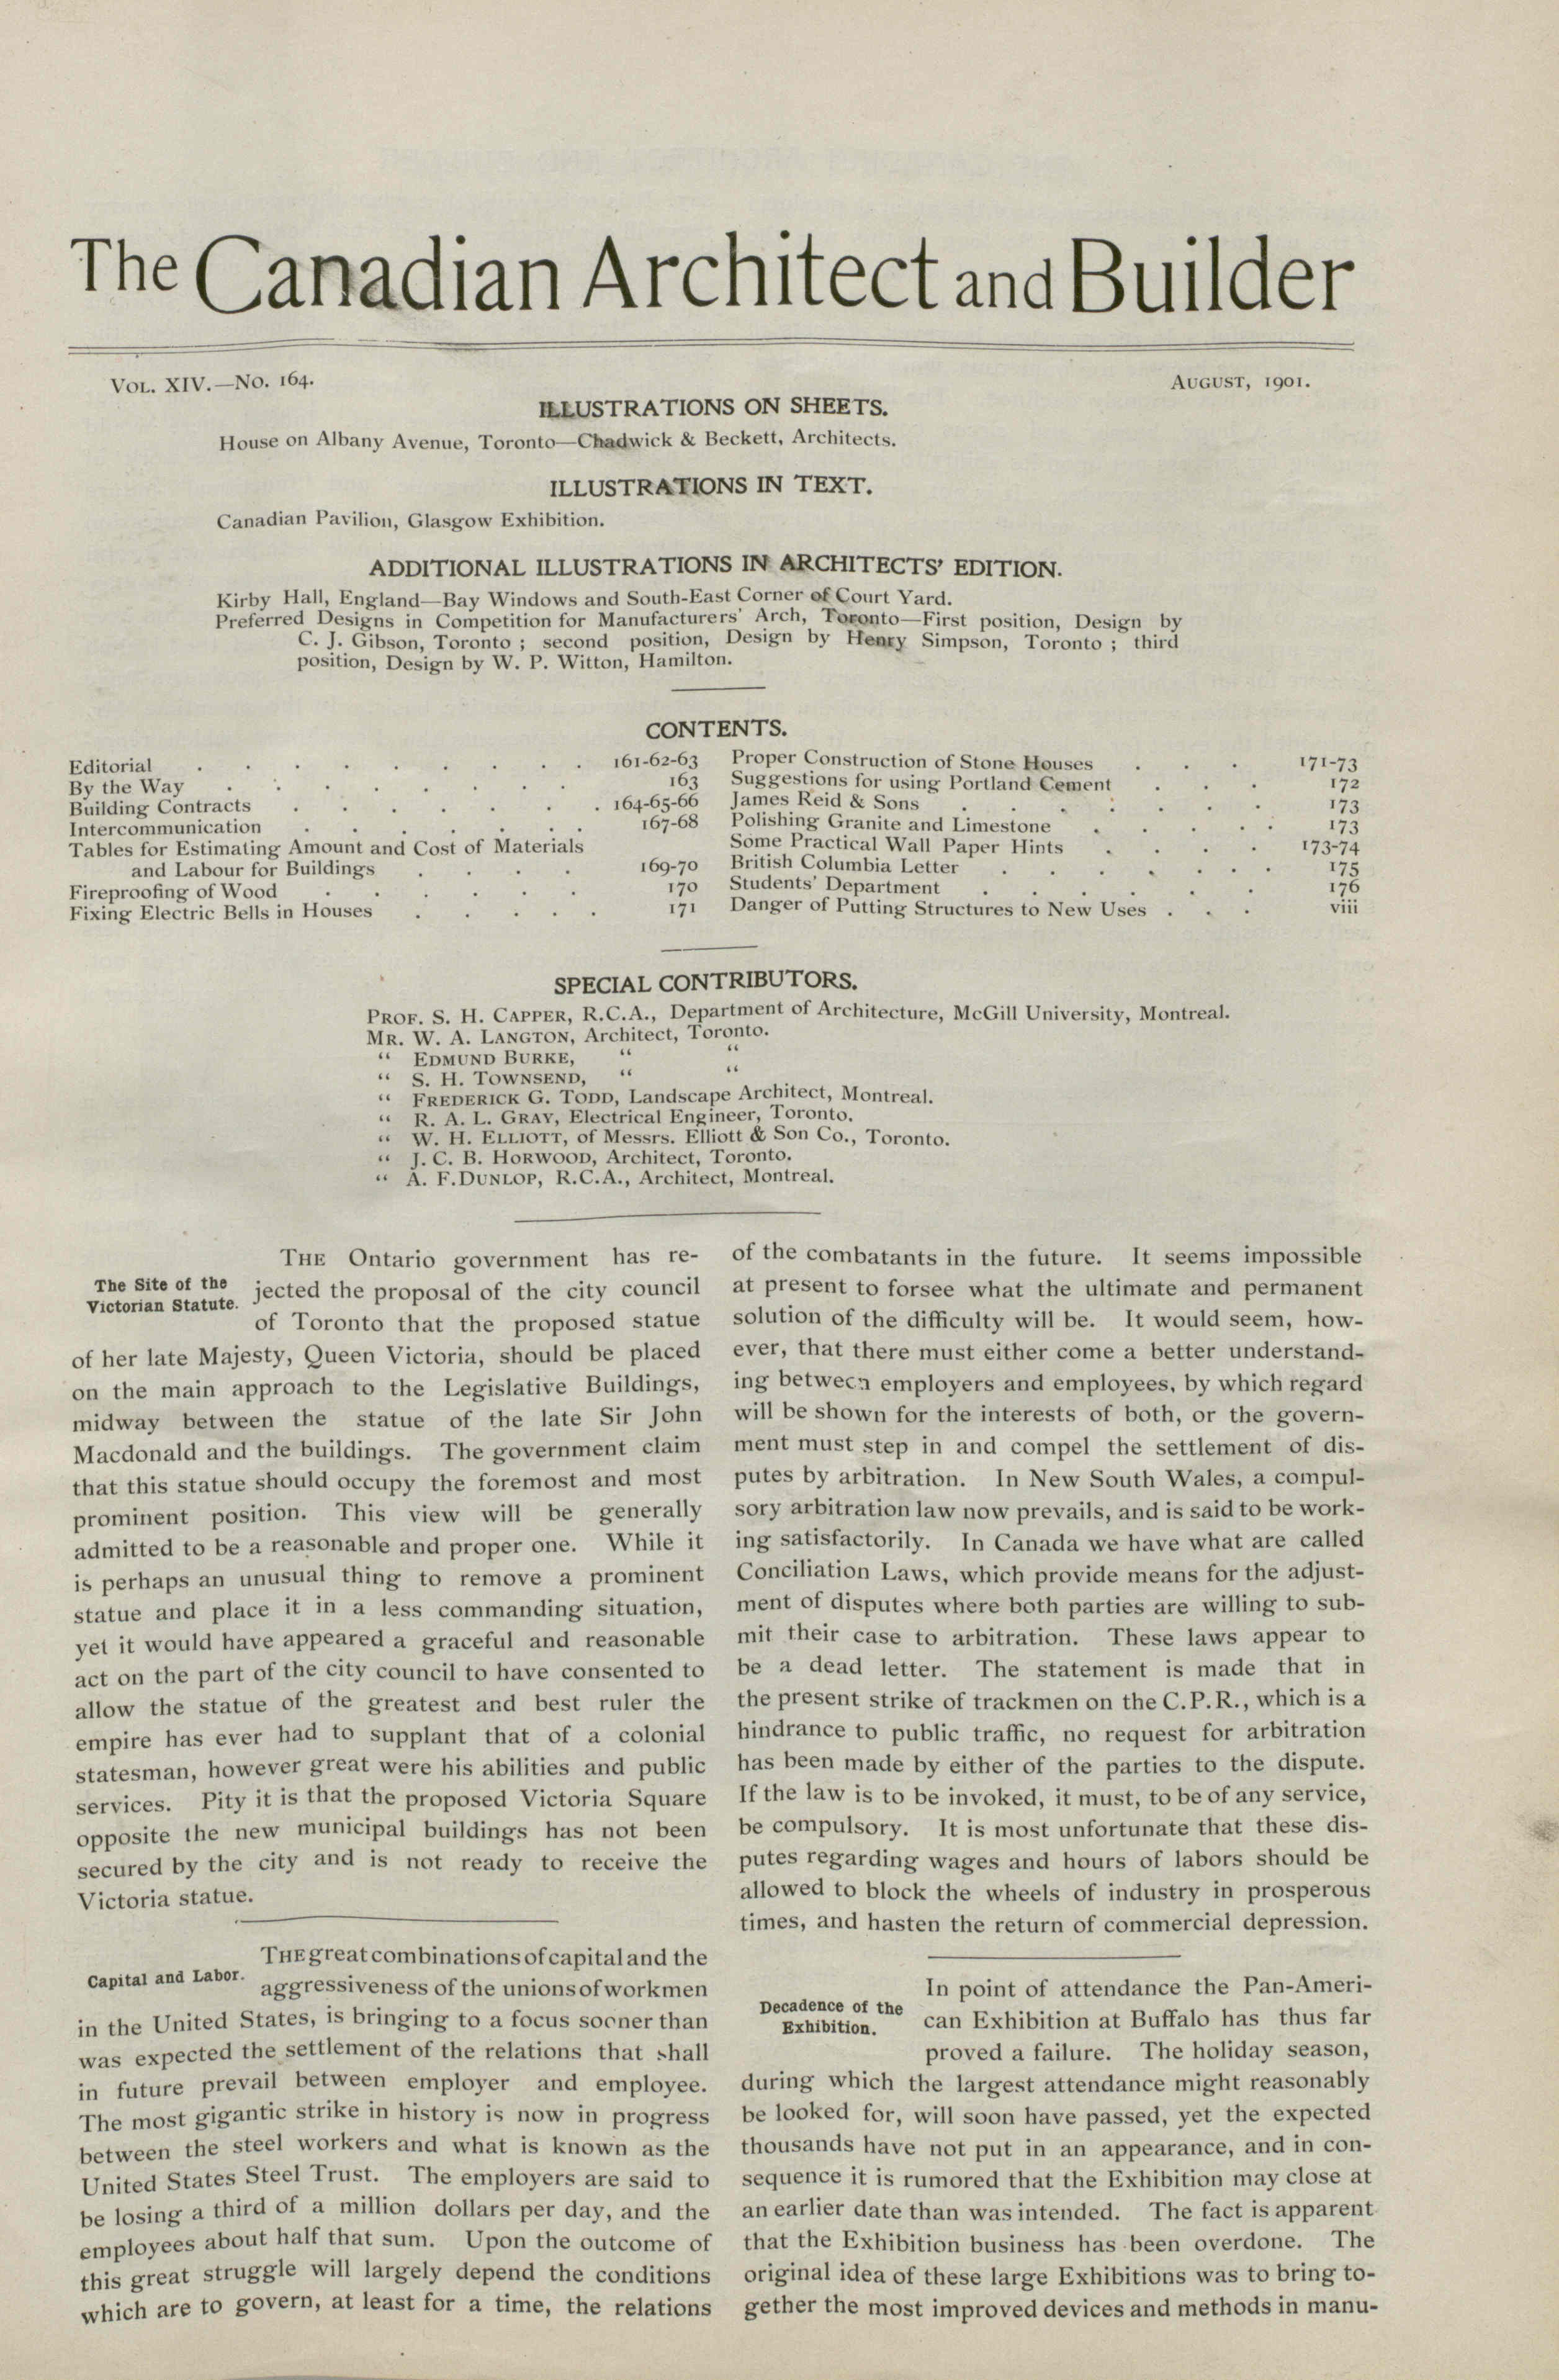 The Canadian Architect and Builder
VOL. XIV.—NO. 164.
AUGUST, 1901.
ILLUSTRATIONS ON SHEETS.
House on Albany Avenue, Toronto—Chadwick & Beckett, Architects.
ILLUSTRATIONS IN TEXT.
Canadian Pavilion, Glasgow Exhibition.
ADDITIONAL ILLUSTRATIONS IN ARCHITECTS' EDITION.
Kirby Hall, England—Bay Windows and South-East Corner of Court Yard.
Preferred Designs in Competition for Manufacturers' Arch, Toronto—First position, Design by
C. J. Gibson, Toronto ; second position, Design by Henry Simpson, Toronto ; third
position, Design by W. P. Witton, Hamilton.
CONTENTS.
Editorial . . . . . . . . . 161-62-63
By the Way . . . . . . . . 163
Building Contracts . . . . . . . 164-65-66
Intercommunication . . . . . . 167-68
Tables for Estimating Amount and Cost of Materials
and Labour for Buildings . . . . 169-70
Fireproofing of Wood . . . . . . 170
Fixing Electric Bells in Houses . . . . . 171
Proper Construction of Stone Houses . . . 171-73
Suggestions for using Portland Cement . . . 172
James Reid & Sons . . . . . . . 173
Polishing Granite and Limestone . . . . . 173
Some Practical Wall Paper Hints . . . . 173-74
British Columbia Letter . . . . . . . 175
Students' Department . . . . . . 176
Danger of Putting Structures to New Uses . . . viii
SPECIAL CONTRIBUTORS.
PROF. S. H. CAPPER, R.C.A., Department of Architecture, McGill University, Montreal.
MR. W. A. LANGTON, Architect, Toronto.
" EDMUND BURKE, " "
" S. H. TOWNSEND, " "
" FREDERICK G. TODD, Landscape Architect, Montreal.
" R. A. L. GRAY, Electrical Engineer, Toronto.
" W. H. ELLIOTT, of Messrs. Elliott & Son Co., Toronto.
" J. C. B. HORWOOD, Architect, Toronto.
" A. F. DUNLOP, R.C.A., Architect, Montreal.
The Site of the
Victorian Statute.
THE Ontario government has re-
jected the proposal of the city council
of Toronto that the proposed statue
of her late Majesty, Queen Victoria, should be placed
on the main approach to the Legislative Buildings,
midway between the statue of the late Sir John
Macdonald and the buildings. The government claim
that this statue should occupy the foremost and most
prominent position. This view will be generally
admitted to be a reasonable and proper one. While it
is perhaps an unusual thing to remove a prominent
statue and place it in a less commanding situation,
yet it would have appeared a graceful and reasonable
act on the part of the city council to have consented to
allow the statue of the greatest and best ruler the
empire has ever had to supplant that of a colonial
statesman, however great were his abilities and public
services. Pity it is that the proposed Victoria Square
opposite the new municipal buildings has not been
secured by the city and is not ready to receive the
Victoria statue.
Capital and Labor.
THE great combinations of capital and the
aggressiveness of the unions of workmen
in the United States, is bringing to a focus sooner than
was expected the settlement of the relations that shall
in future prevail between employer and employee.
The most gigantic strike in history is now in progress
between the steel workers and what is known as the
United States Steel Trust. The employers are said to
be losing a third of a million dollars per day, and the
employees about half that sum. Upon the outcome of
this great struggle will largely depend the conditions
which are to govern, at least for a time, the relations
of the combatants in the future. It seems impossible
at present to forsee what the ultimate and permanent
solution of the difficulty will be. It would seem, how-
ever, that there must either come a better understand-
ing between employers and employees, by which regard
will be shown for the interests of both, or the govern-
ment must step in and compel the settlement of dis-
putes by arbitration. In New South Wales, a compul-
sory arbitration law now prevails, and is said to be work-
ing satisfactorily. In Canada we have what are called
Conciliation Laws, which provide means for the adjust-
ment of disputes where both parties are willing to sub-
mit their case to arbitration. These laws appear to
be a dead letter. The statement is made that in
the present strike of trackmen on the C.P.R., which is a
hindrance to public traffic, no request for arbitration
has been made by either of the parties to the dispute.
If the law is to be invoked, it must, to be of any service,
be compulsory. It is most unfortunate that these dis-
putes regarding wages and hours of labors should be
allowed to block the wheels of industry in prosperous
times, and hasten the return of commercial depression.
Decadence of the
Exhibition.
In point of attendance the Pan-Ameri-
can Exhibition at Buffalo has thus far
proved a failure. The holiday season,
during which the largest attendance might reasonably
be looked for, will soon have passed, yet the expected
thousands have not put in an appearance, and in con-
sequence it is rumored that the Exhibition may close at
an earlier date than was intended. The fact is apparent
that the Exhibition business has been overdone. The
original idea of these large Exhibitions was to bring to-
gether the most improved devices and methods in manu-